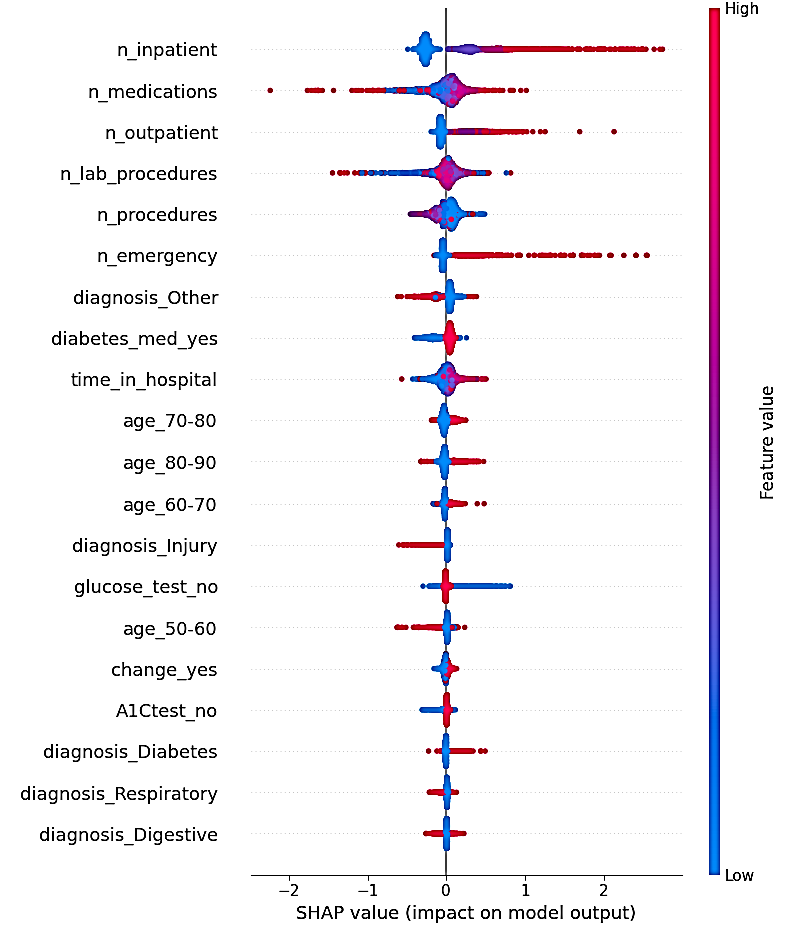 High
n_inpatient
n_medications
n_outpatient
n_lab_procedures
n_procedures
n_emergency
diagnosis_Other
diabetes_med_yes
time_in_hospital
age_70-80
age_80-90
age_60-70
diagnosis_Injury
glucose_test_no
age_50-60
change_yes
A1Ctest_no
diagnosis_Diabetes
diagnosis_Respiratory
diagnosis_Digestive
Feature value
Low
−2 −1 0 1 2
SHAP value (impact on model output)